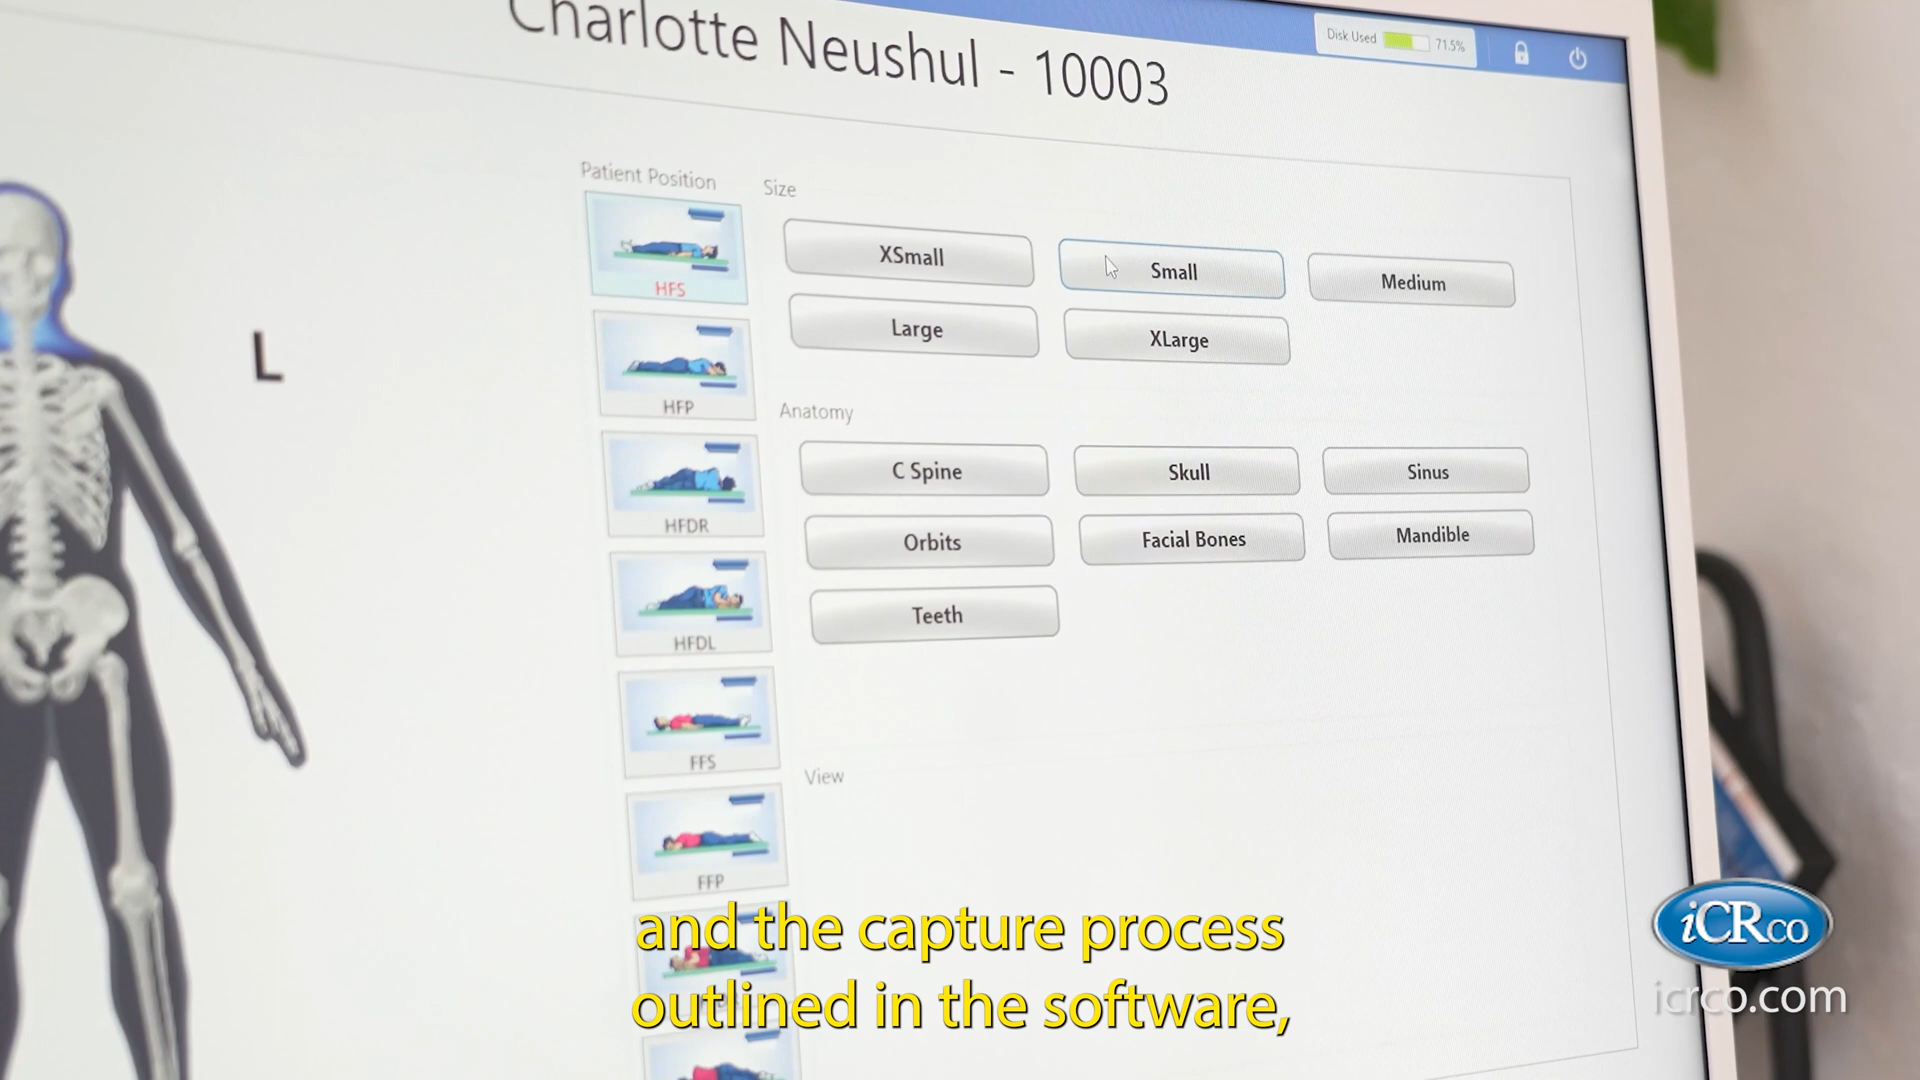 Charlotte Neushul - 10003
Disk Used 71.5%
Patient Position
Size
HFS
XSmall
Small
Medium
Large
XLarge
L
HFP
Anatomy
C Spine
Skull
Sinus
HFDR
Orbits
Facial Bones
Mandible
HFDL
Teeth
FFS
View
FFP
and the capture process
outlined in the software,
iCRco
icrco.com